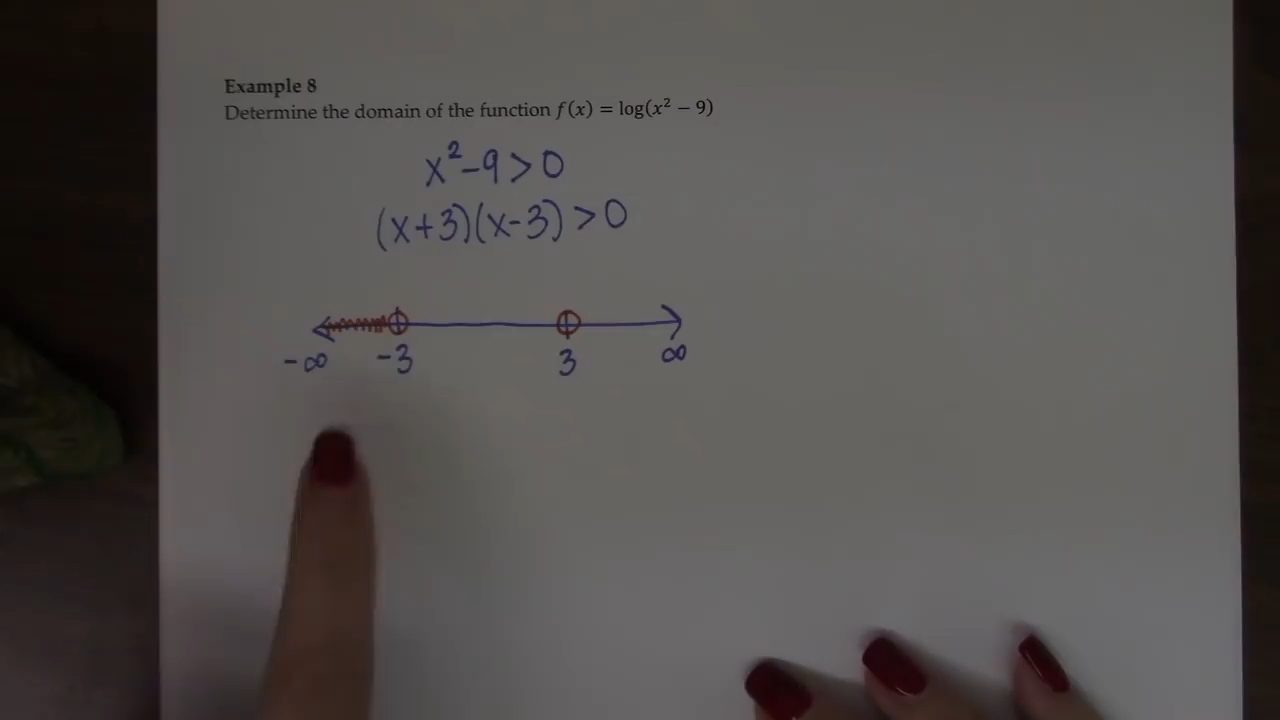 Example 8
Determine the domain of the function f(x) = log(x² − 9)
x²-9>0
(x+3)(x-3)>0
-∞ -3 3 ∞